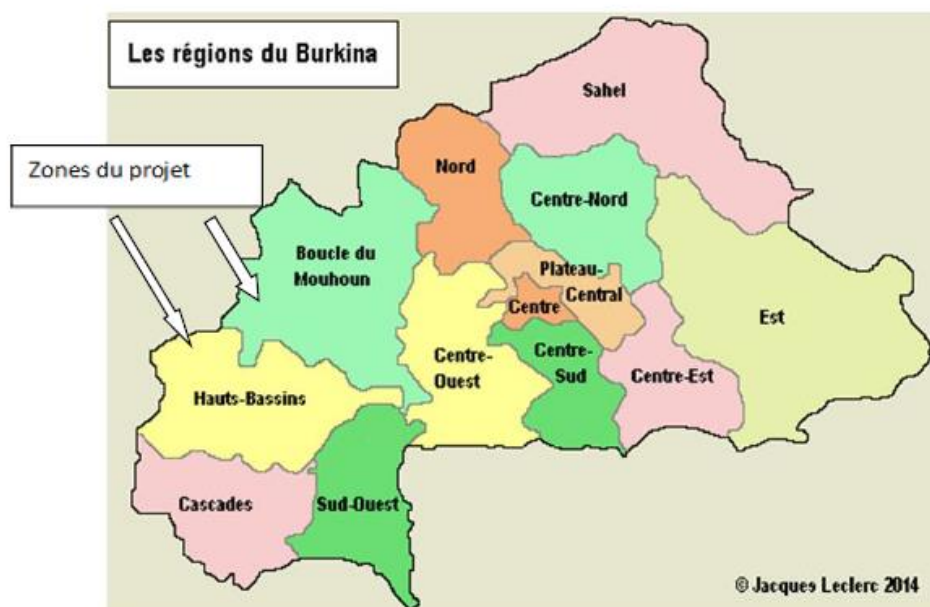 Les régions du Burkina
Zones du projet
Sahel
Nord
Centre-Nord
Boucle du
Mouhoun
Plateau-
Central
Centre
Est
Centre-
Ouest
Centre-
Sud
Centre-Est
Hauts-Bassins
Cascades
Sud-Ouest
© Jacques Leclerc 2014